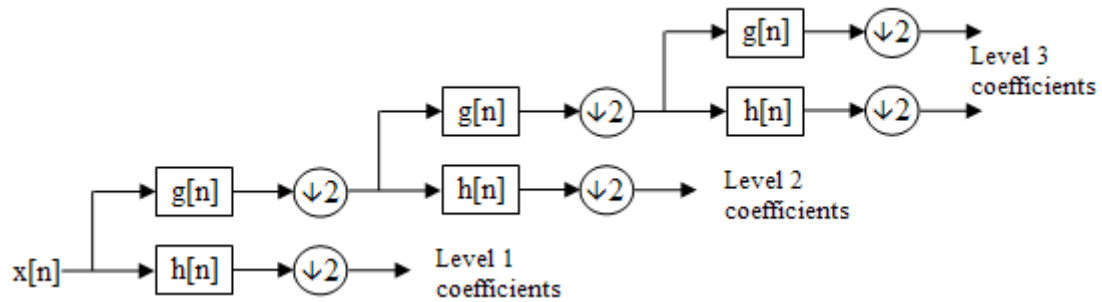 g[n] ↓2
Level 3
coefficients
g[n] ↓2 h[n] ↓2
g[n] ↓2 h[n] ↓2 Level 2
coefficients
x[n] h[n] ↓2 Level 1
coefficients